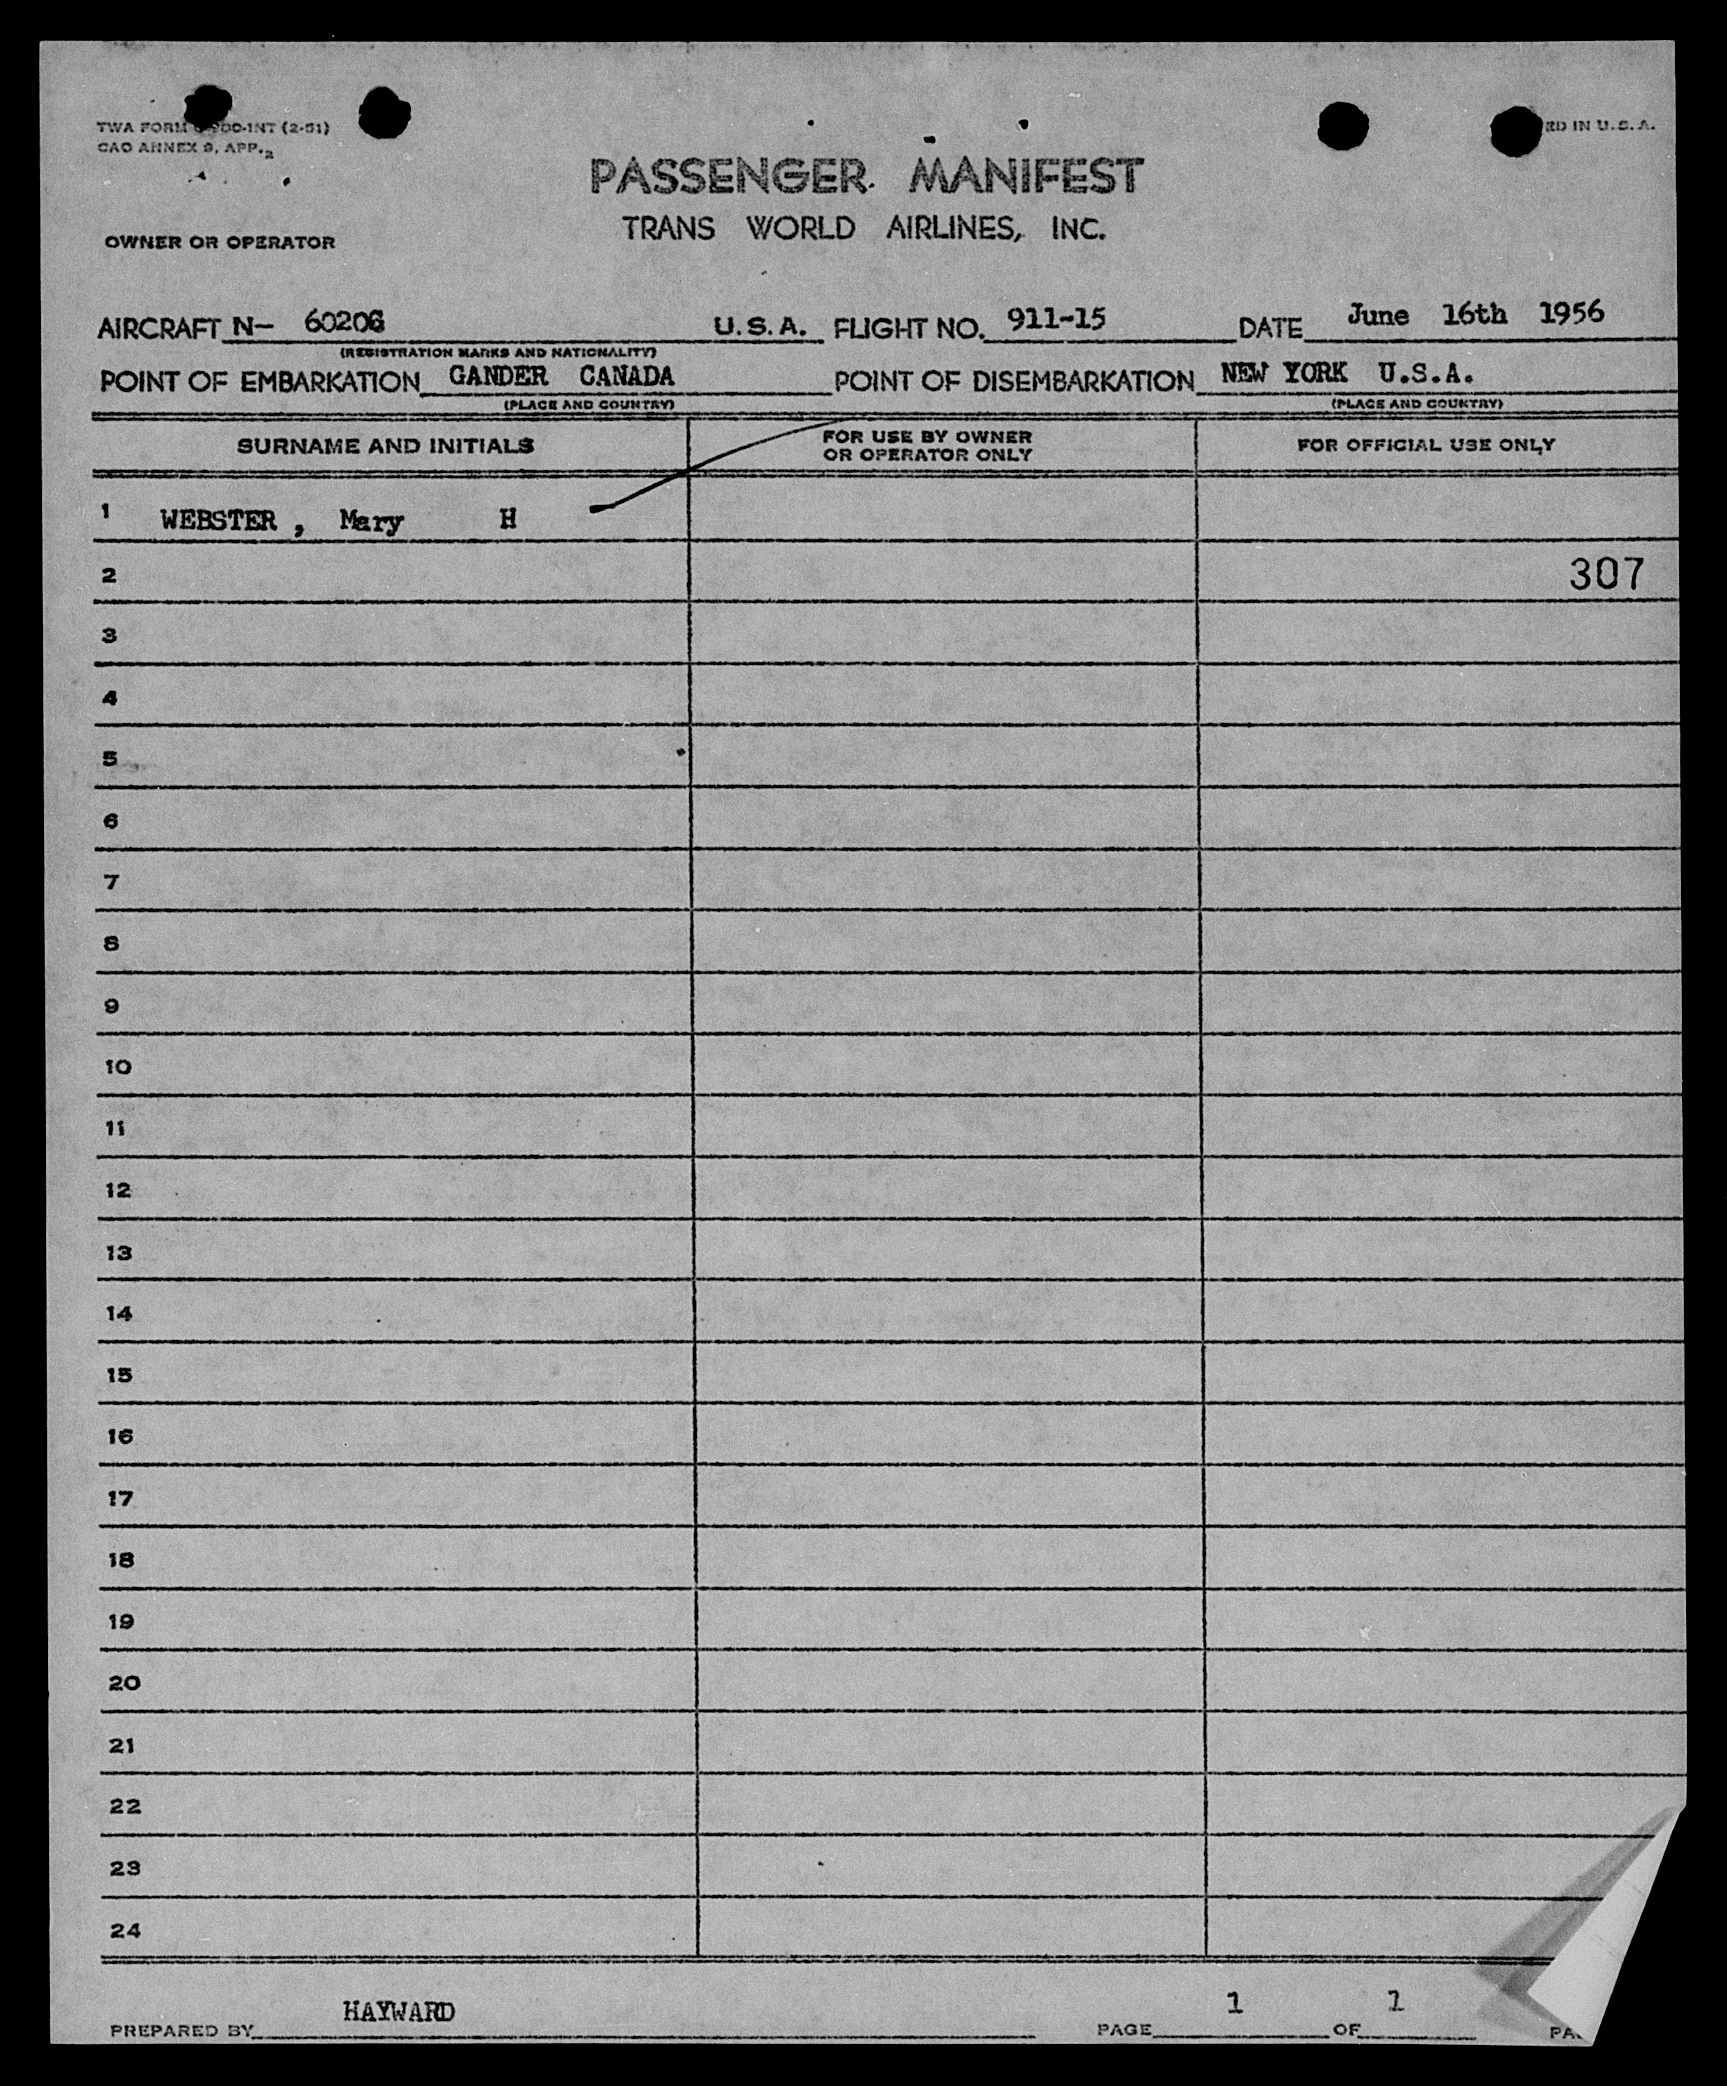 TWA FORM
CAO ANNEX 9, APP. 2
PASSENGER MANIFEST
TRANS WORLD AIRLINES, INC.
OWNER OR OPERATOR
AIRCRAFT N- 60206 U.S.A. FLIGHT NO. 911-15 DATE June 16th 1956
(REGISTRATION MARKS AND NATIONALITY)
POINT OF EMBARKATION GANDER CANADA POINT OF DISEMBARKATION NEW YORK U.S.A.
(PLACE AND COUNTRY) (PLACE AND COUNTRY)
SURNAME AND INITIALS FOR USE BY OWNER OR OPERATOR ONLY FOR OFFICIAL USE ONLY
1 WEBSTER , Mary H
2 307
3
4
5
6
7
8
9
10
11
12
13
14
15
16
17
18
19
20
21
22
23
24
HAYWARD 1 1
PREPARED BY PAGE OF